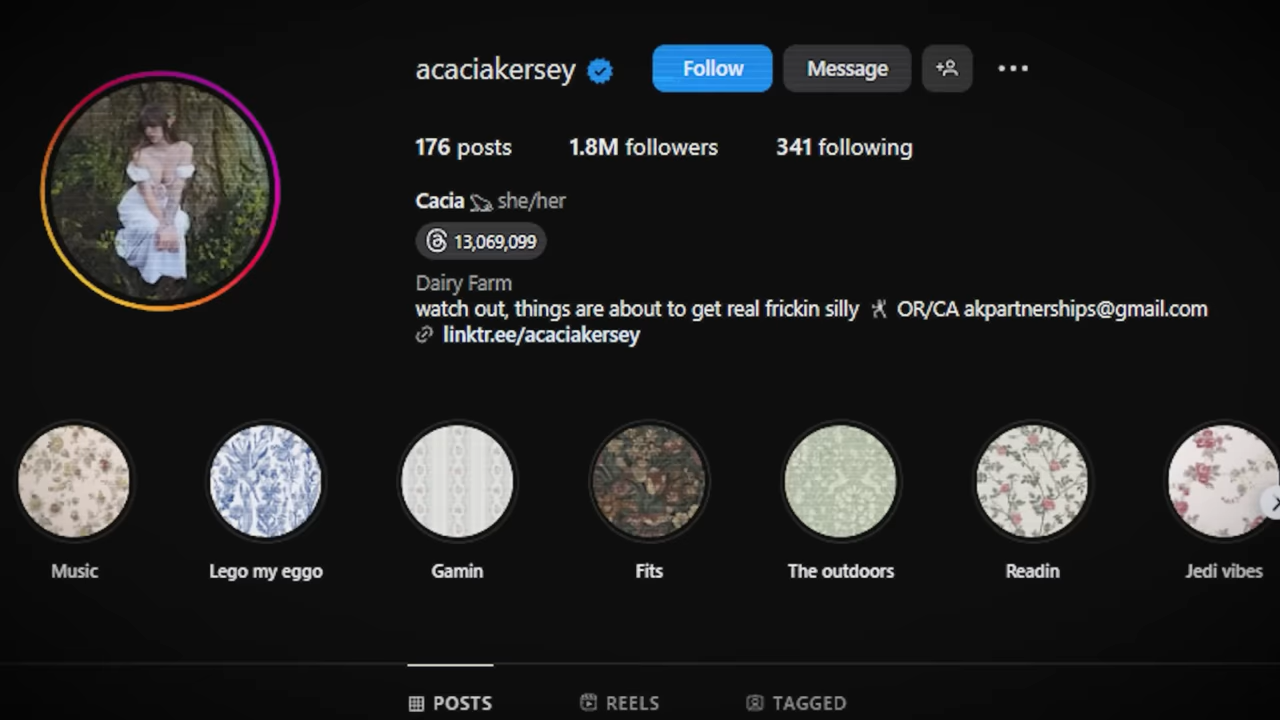 acaciakersey Follow Message
176 posts 1.8M followers 341 following
Cacia she/her
13,069,099
Dairy Farm
watch out, things are about to get real frickin silly OR/CA akpartnerships@gmail.com
linktr.ee/acaciakersey
Music Lego my eggo Gamin Fits The outdoors Readin Jedi vibes
POSTS REELS TAGGED